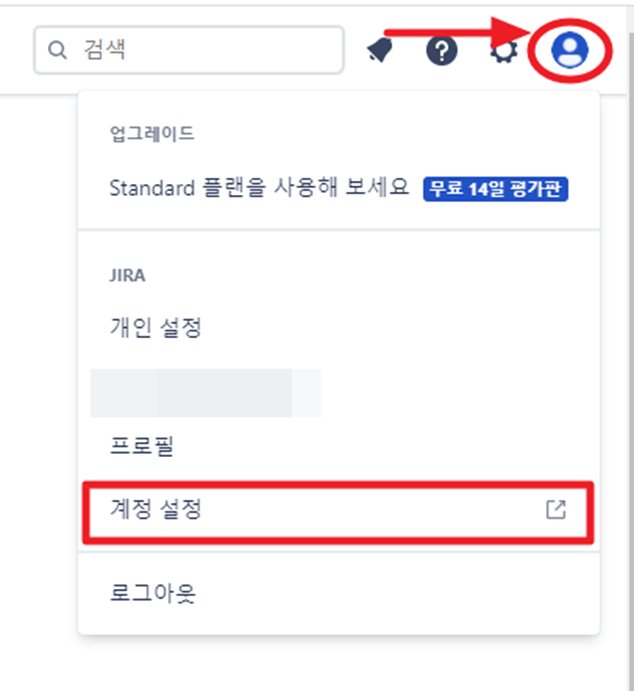 검색
업그레이드
Standard 플랜을 사용해 보세요 무료 14일 평가판
JIRA
개인 설정
프로필
계정 설정
로그아웃